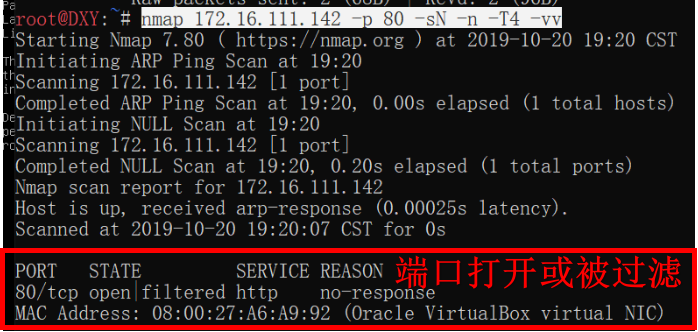 Raw packets sent: 2 (68B) | Rcvd: 2 (98B)
root@DXY:~# nmap 172.16.111.142 -p 80 -sN -n -T4 -vv
Starting Nmap 7.80 ( https://nmap.org ) at 2019-10-20 19:20 CST
Initiating ARP Ping Scan at 19:20
Scanning 172.16.111.142 [1 port]
Completed ARP Ping Scan at 19:20, 0.00s elapsed (1 total hosts)
Initiating NULL Scan at 19:20
Scanning 172.16.111.142 [1 port]
Completed NULL Scan at 19:20, 0.20s elapsed (1 total ports)
Nmap scan report for 172.16.111.142
Host is up, received arp-response (0.00025s latency).
Scanned at 2019-10-20 19:20:07 CST for 0s
PORT STATE SERVICE REASON 端口打开或被过滤
80/tcp open|filtered http no-response
MAC Address: 08:00:27:A6:A9:92 (Oracle VirtualBox virtual NIC)